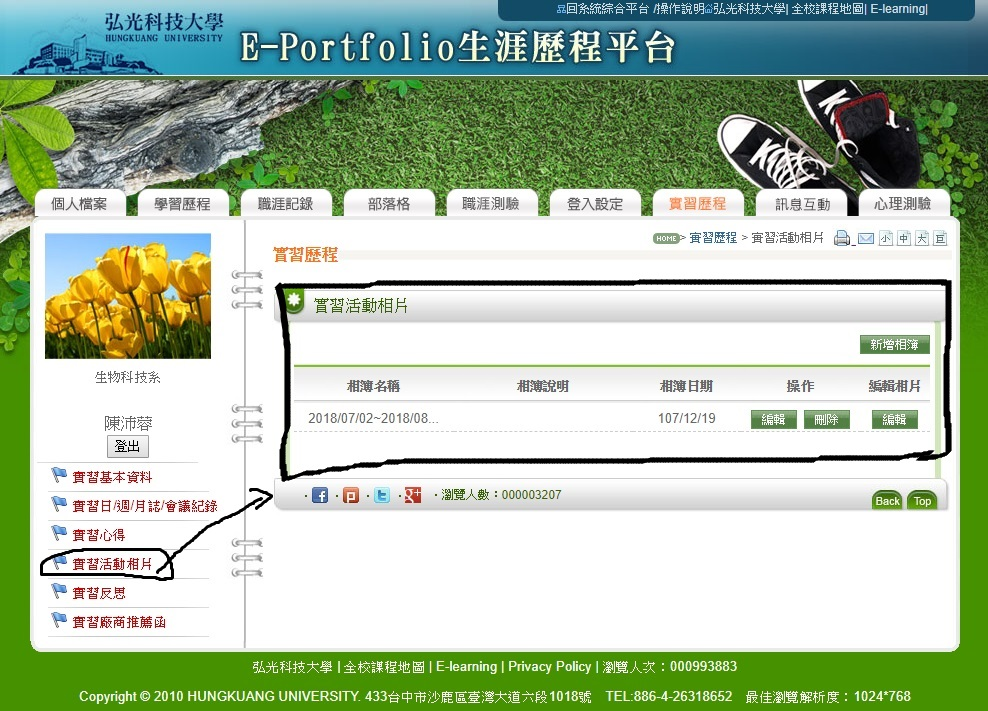 回系統綜合平台 /操作說明 弘光科技大學| 全校課程地圖| E-learning|
弘光科技大學
HUNGKUANG UNIVERSITY
E-Portfolio生涯歷程平台
個人檔案 學習歷程 職涯記錄 部落格 職涯測驗 登入設定 實習歷程 訊息互動 心理測驗
HOME > 實習歷程 > 實習活動相片 小 中 大 巨
實習歷程
實習活動相片
新增相簿
相簿名稱 相簿說明 相簿日期 操作 編輯相片
2018/07/02~2018/08... 107/12/19 編輯 刪除 編輯
生物科技系
陳沛蓉
登出
實習基本資料
實習日/週/月誌/會議紀錄
實習心得
實習活動相片
實習反思
實習廠商推薦函
· f · p · t · g+ · 瀏覽人數：000003207
Back Top
弘光科技大學 | 全校課程地圖 | E-learning | Privacy Policy | 瀏覽人次：000993883
Copyright © 2010 HUNGKUANG UNIVERSITY. 433台中市沙鹿區臺灣大道六段1018號 TEL:886-4-26318652 最佳瀏覽解析度：1024*768